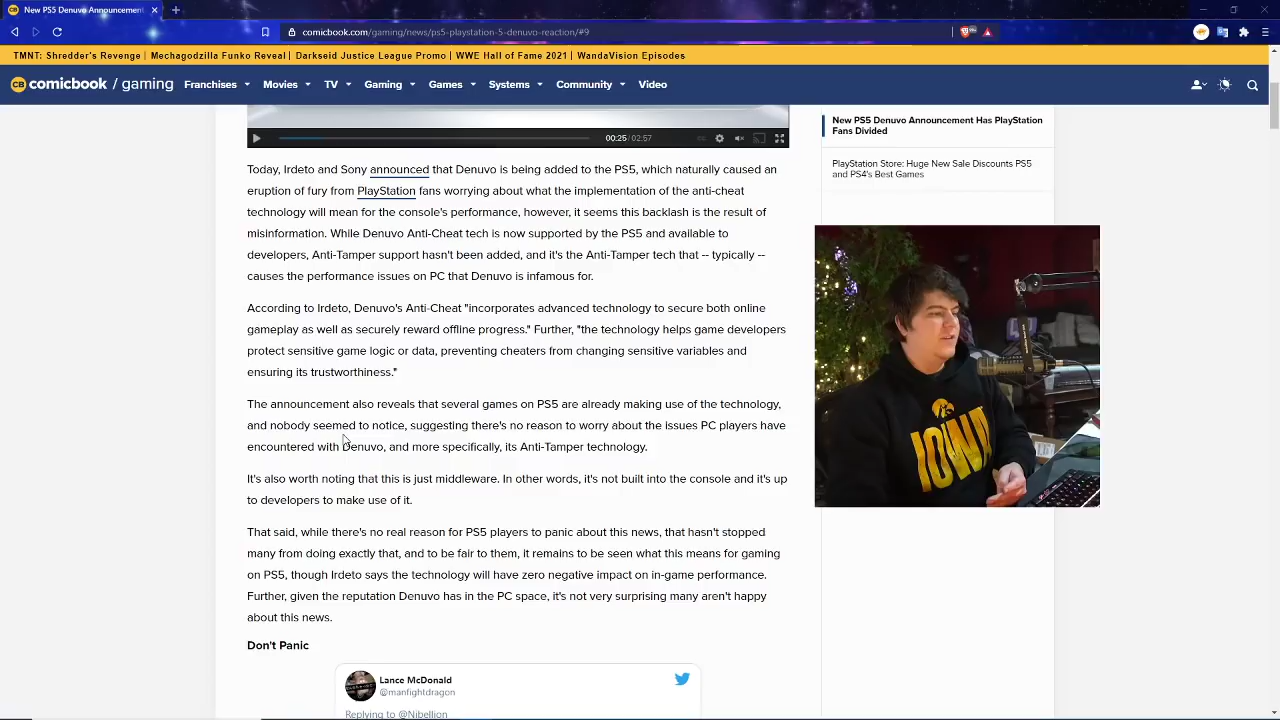 New PS5 Denuvo Announcement
comicbook.com/gaming/news/ps5-playstation-5-denuvo-reaction/#9
TMNT: Shredder's Revenge | Mechagodzilla Funko Reveal | Darkseid Justice League Promo | WWE Hall of Fame 2021 | WandaVision Episodes
CB comicbook / gaming Franchises Movies TV Gaming Games Systems Community Video
00:25 / 02:57
New PS5 Denuvo Announcement Has PlayStation
Fans Divided
PlayStation Store: Huge New Sale Discounts PS5
and PS4's Best Games
Today, Irdeto and Sony announced that Denuvo is being added to the PS5, which naturally caused an
eruption of fury from PlayStation fans worrying about what the implementation of the anti-cheat
technology will mean for the console's performance, however, it seems this backlash is the result of
misinformation. While Denuvo Anti-Cheat tech is now supported by the PS5 and available to
developers, Anti-Tamper support hasn't been added, and it's the Anti-Tamper tech that -- typically --
causes the performance issues on PC that Denuvo is infamous for.
According to Irdeto, Denuvo's Anti-Cheat "incorporates advanced technology to secure both online
gameplay as well as securely reward offline progress." Further, "the technology helps game developers
protect sensitive game logic or data, preventing cheaters from changing sensitive variables and
ensuring its trustworthiness."
The announcement also reveals that several games on PS5 are already making use of the technology,
and nobody seemed to notice, suggesting there's no reason to worry about the issues PC players have
encountered with Denuvo, and more specifically, its Anti-Tamper technology.
It's also worth noting that this is just middleware. In other words, it's not built into the console and it's up
to developers to make use of it.
That said, while there's no real reason for PS5 players to panic about this news, that hasn't stopped
many from doing exactly that, and to be fair to them, it remains to be seen what this means for gaming
on PS5, though Irdeto says the technology will have zero negative impact on in-game performance.
Further, given the reputation Denuvo has in the PC space, it's not very surprising many aren't happy
about this news.
Don't Panic
Lance McDonald
@manfightdragon
Replying to @Nibellion
IOWA